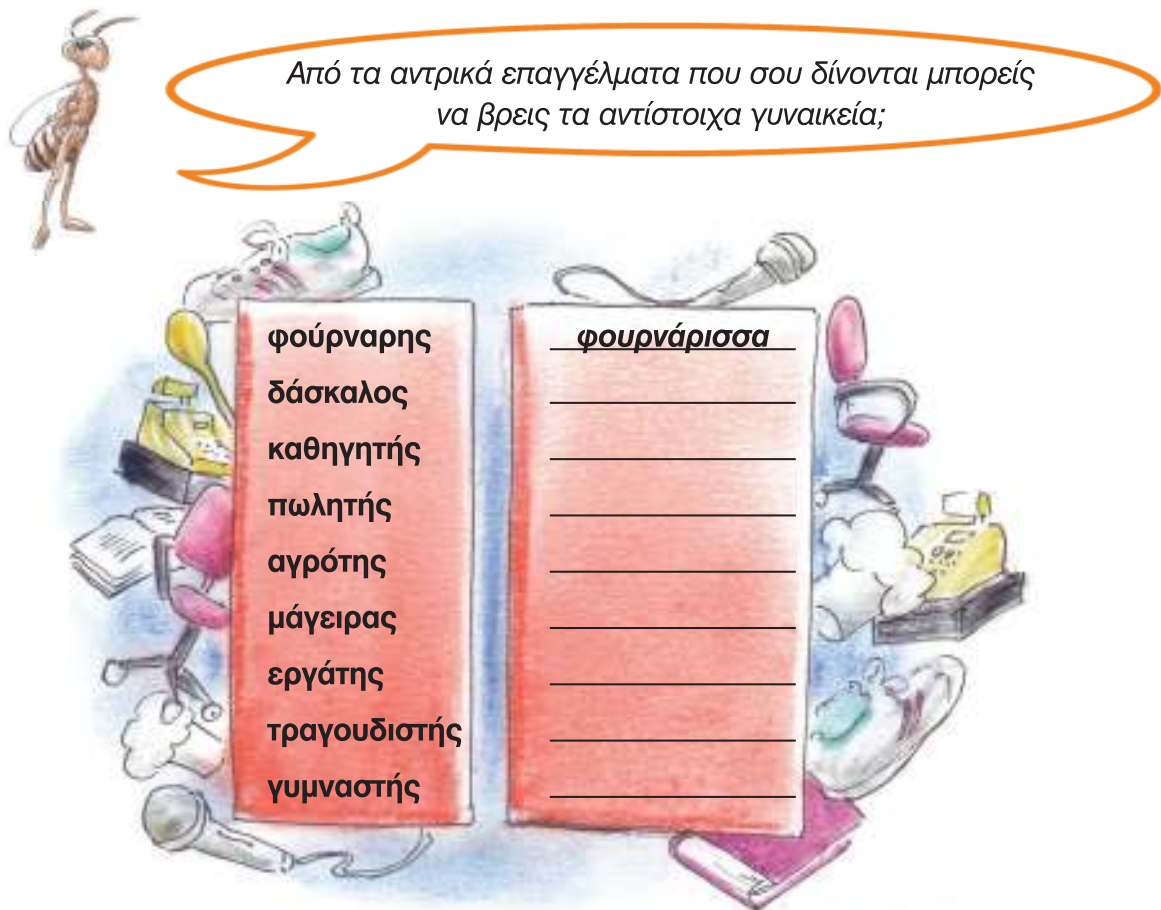 Από τα αντρικά επαγγέλματα που σου δίνονται μπορείς
να βρεις τα αντίστοιχα γυναικεία;
φούρναρης φουρνάρισσα
δάσκαλος
καθηγητής
πωλητής
αγρότης
μάγειρας
εργάτης
τραγουδιστής
γυμναστής